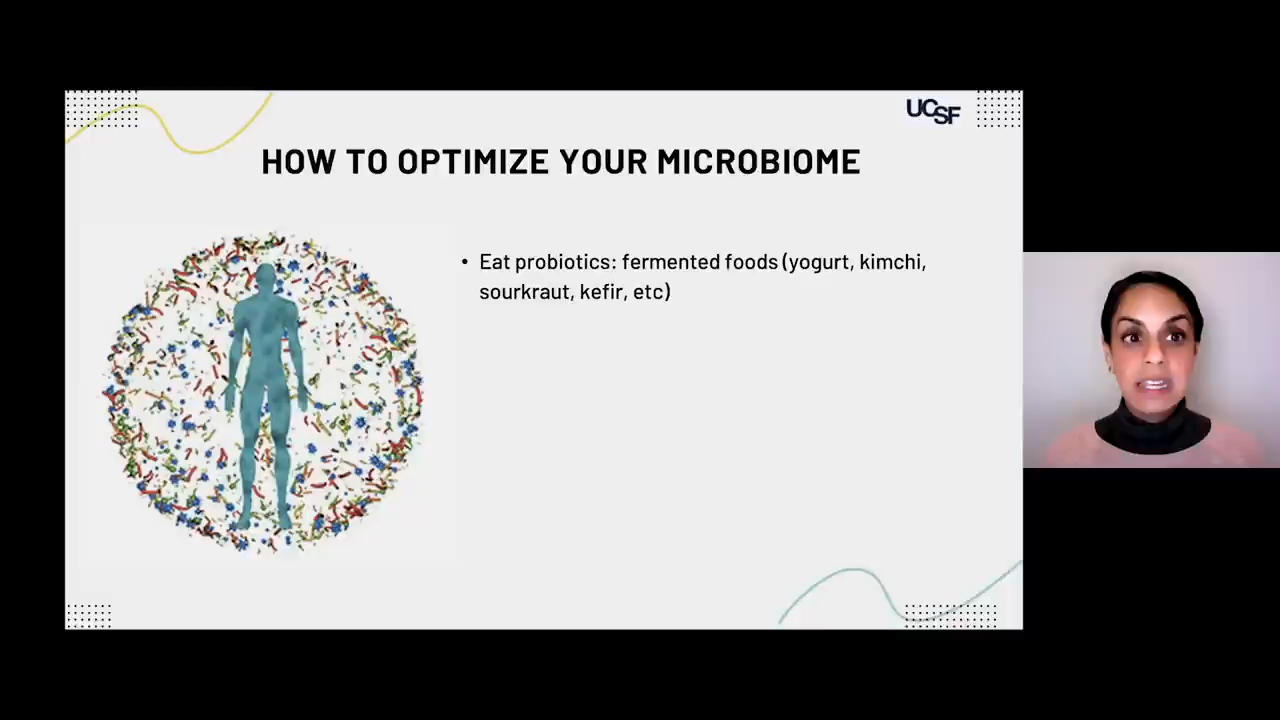 UCSF
HOW TO OPTIMIZE YOUR MICROBIOME
• Eat probiotics: fermented foods (yogurt, kimchi,
sourkraut, kefir, etc)